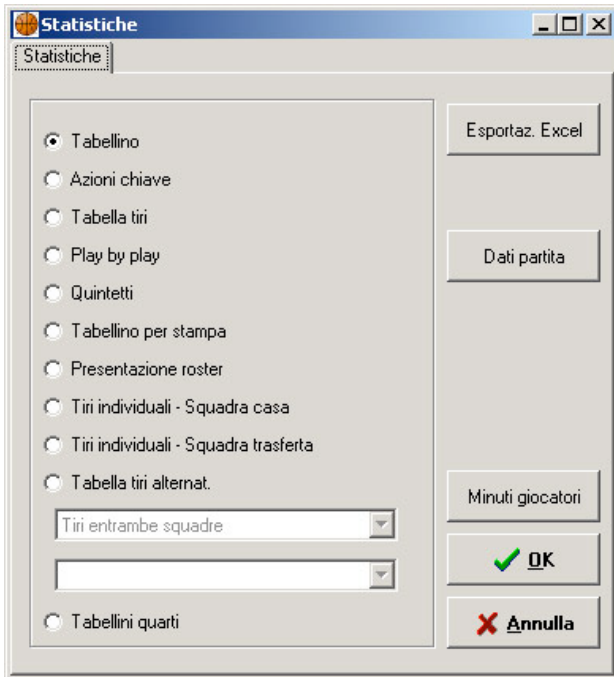 Statistiche
Statistiche
Tabellino
Azioni chiave
Tabella tiri
Play by play
Quintetti
Tabellino per stampa
Presentazione roster
Tiri individuali - Squadra casa
Tiri individuali - Squadra trasferta
Tabella tiri alternat.
Tiri entrambe squadre
Tabellini quarti
Esportaz. Excel
Dati partita
Minuti giocatori
OK
Annulla